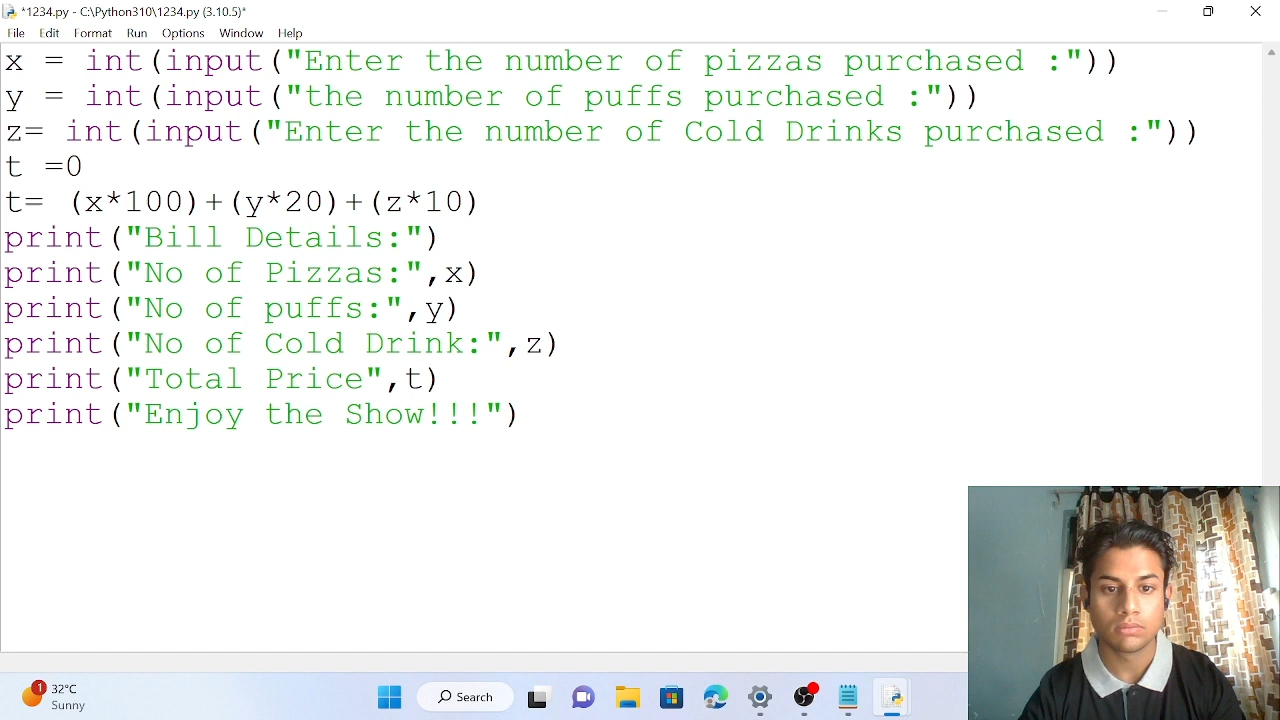 *1234.py - C:\Python310\1234.py (3.10.5)*
File Edit Format Run Options Window Help
x = int(input("Enter the number of pizzas purchased :"))
y = int(input("the number of puffs purchased :"))
z= int(input("Enter the number of Cold Drinks purchased :"))
t =0
t= (x*100)+(y*20)+(z*10)
print("Bill Details:")
print("No of Pizzas:",x)
print("No of puffs:",y)
print("No of Cold Drink:",z)
print("Total Price",t)
print("Enjoy the Show!!!")
1
32°C
Sunny
Search